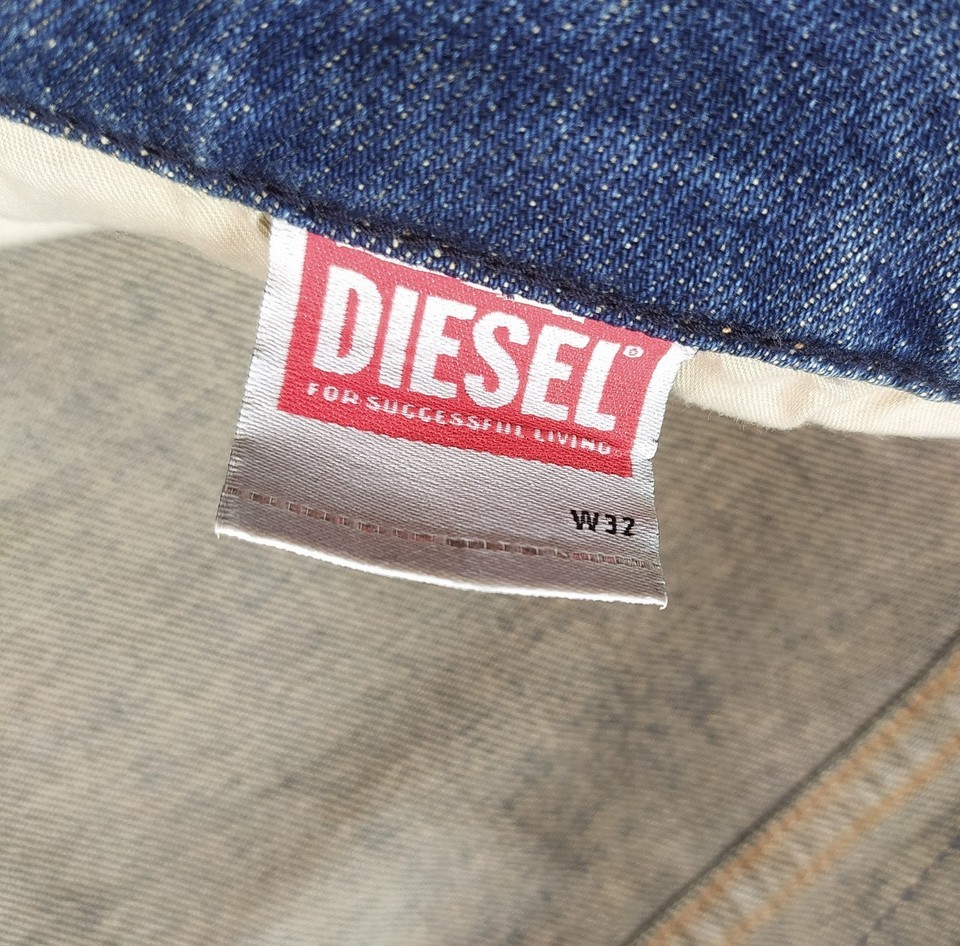 DIESEL®
FOR SUCCESSFUL LIVING
W32